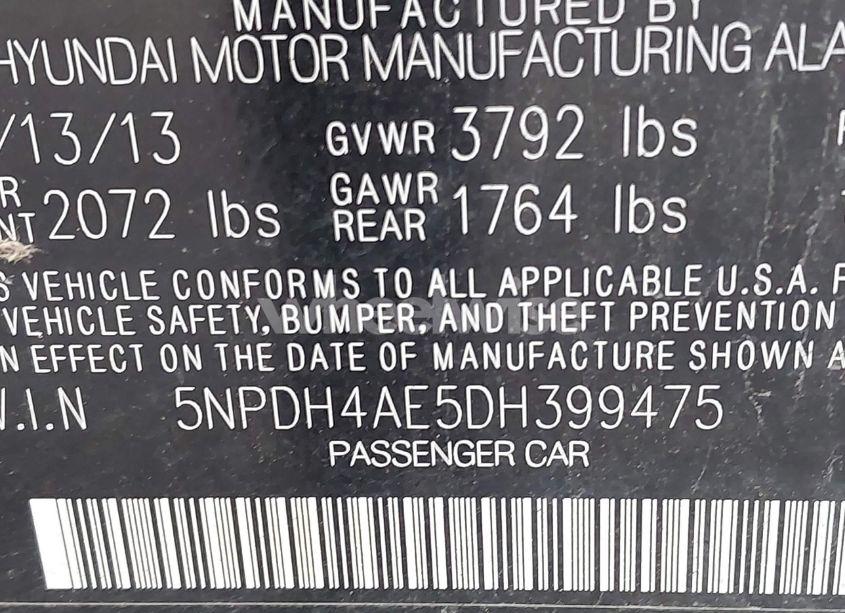 MANUFACTURED BY
HYUNDAI MOTOR MANUFACTURING ALA
/13/13 GVWR 3792 lbs
R GAWR
NT 2072 lbs REAR 1764 lbs
S VEHICLE CONFORMS TO ALL APPLICABLE U.S.A. F
VEHICLE SAFETY, BUMPER, AND THEFT PREVENTION
N EFFECT ON THE DATE OF MANUFACTURE SHOWN A
V.I.N 5NPDH4AE5DH399475
PASSENGER CAR